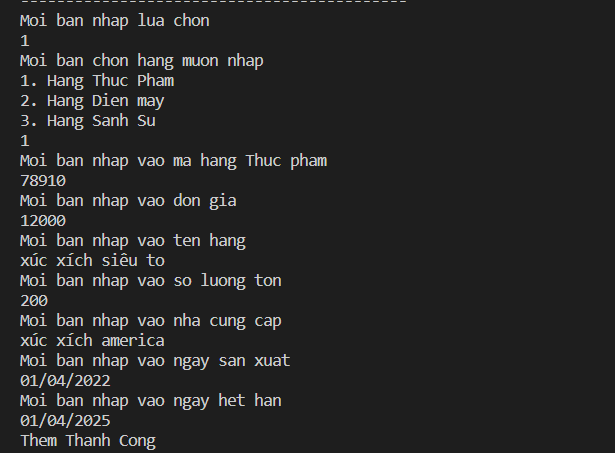 ------------------------------------------
Moi ban nhap lua chon
1
Moi ban chon hang muon nhap
1. Hang Thuc Pham
2. Hang Dien may
3. Hang Sanh Su
1
Moi ban nhap vao ma hang Thuc pham
78910
Moi ban nhap vao don gia
12000
Moi ban nhap vao ten hang
xúc xích siêu to
Moi ban nhap vao so luong ton
200
Moi ban nhap vao nha cung cap
xúc xích america
Moi ban nhap vao ngay san xuat
01/04/2022
Moi ban nhap vao ngay het han
01/04/2025
Them Thanh Cong